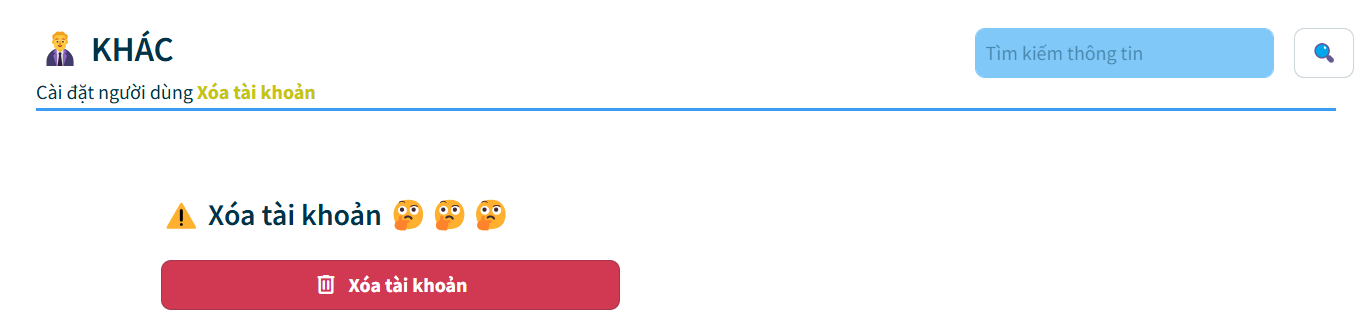 KHÁC
Tìm kiếm thông tin
Cài đặt người dùng Xóa tài khoản
Xóa tài khoản
Xóa tài khoản